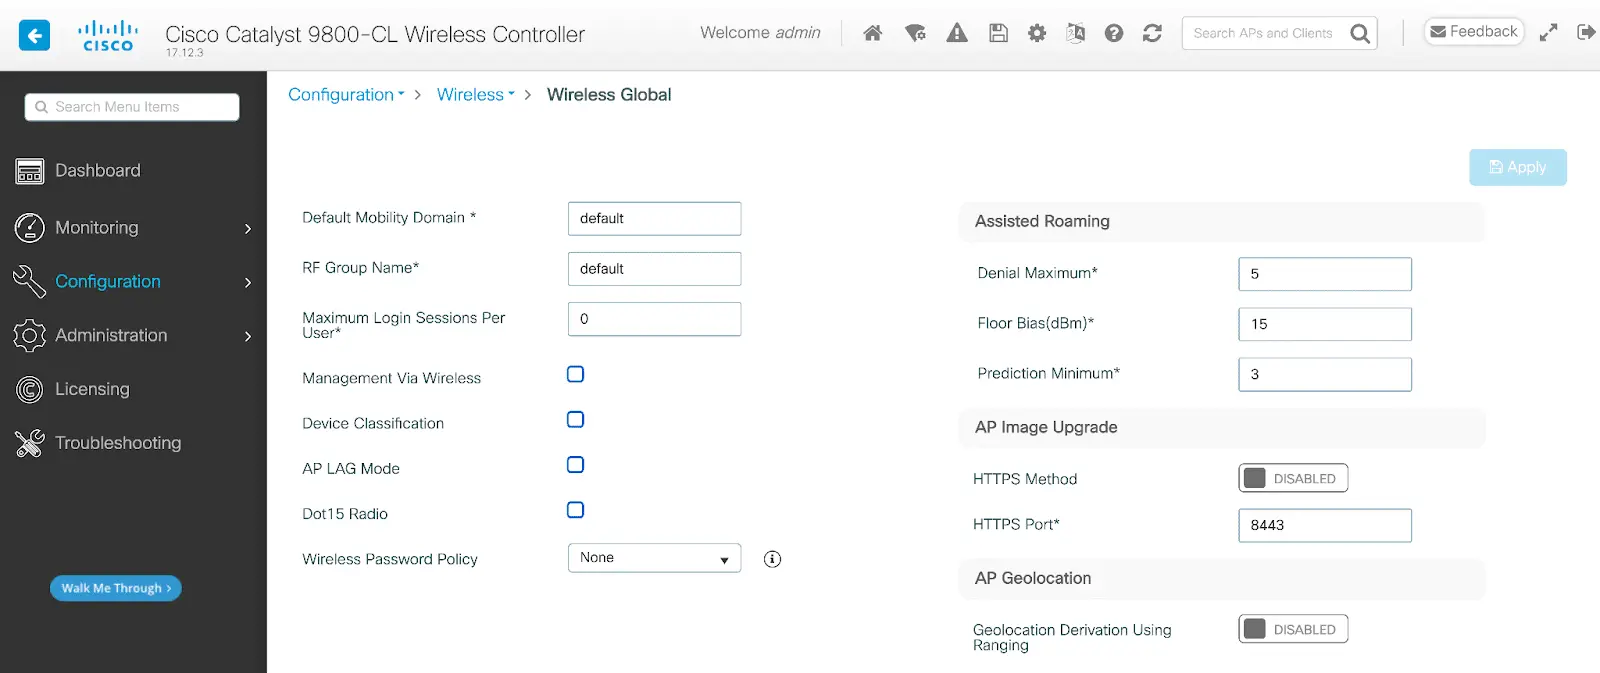 CISCO
Cisco Catalyst 9800-CL Wireless Controller
17.12.3
Welcome admin
Search APs and Clients
Feedback
Search Menu Items
Dashboard
Monitoring
Configuration
Administration
Licensing
Troubleshooting
Walk Me Through >
Configuration > Wireless > Wireless Global
Apply
Default Mobility Domain * default
RF Group Name* default
Maximum Login Sessions Per
User*
0
Management Via Wireless
Device Classification
AP LAG Mode
Dot15 Radio
Wireless Password Policy None
Assisted Roaming
Denial Maximum* 5
Floor Bias(dBm)* 15
Prediction Minimum* 3
AP Image Upgrade
HTTPS Method DISABLED
HTTPS Port* 8443
AP Geolocation
Geolocation Derivation Using
Ranging
DISABLED